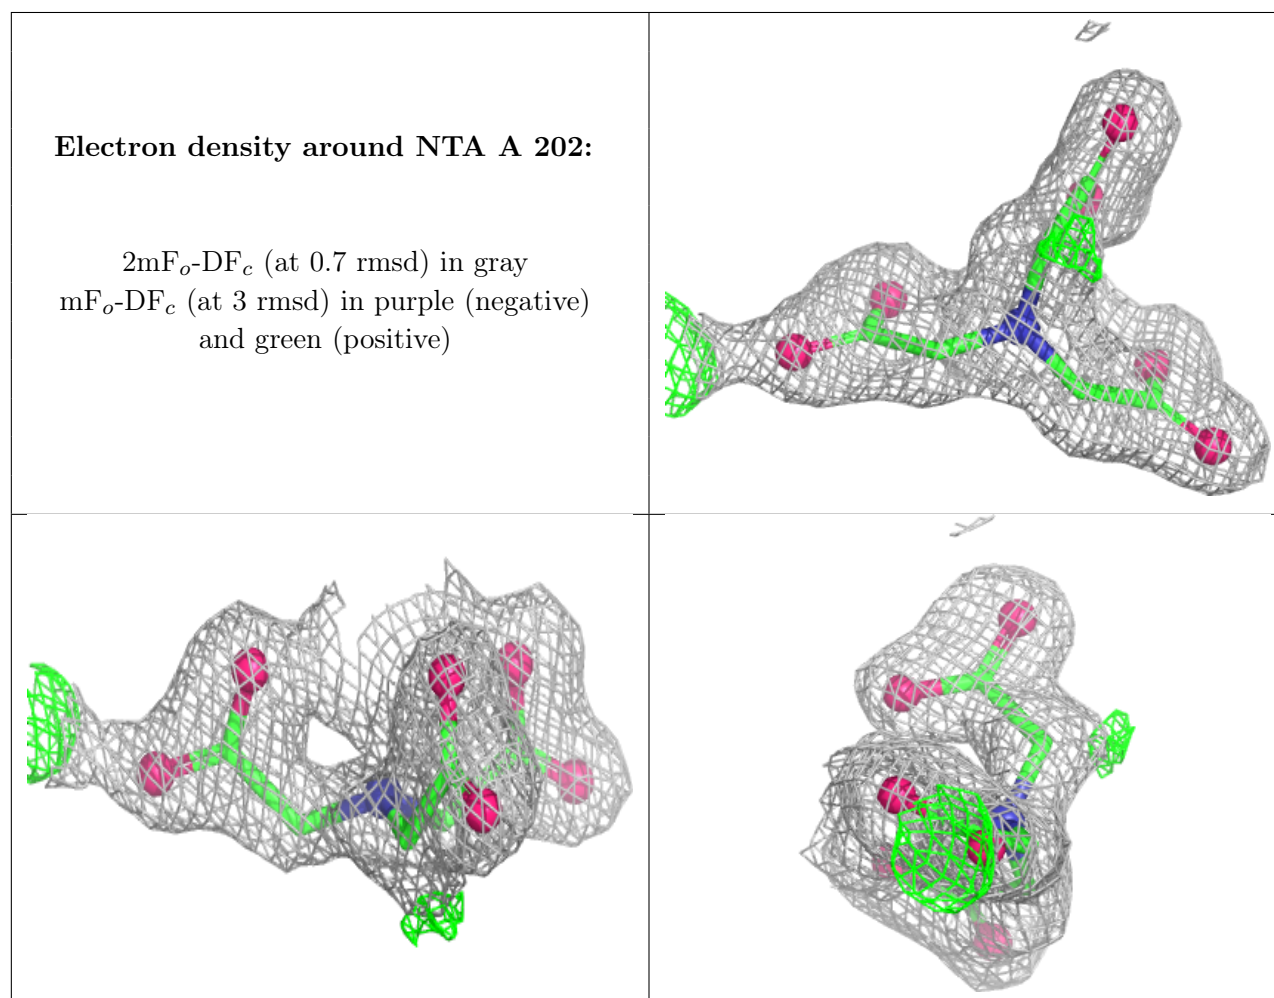 Electron density around NTA A 202:
2mFo-DFc (at 0.7 rmsd) in gray
mFo-DFc (at 3 rmsd) in purple (negative)
and green (positive)